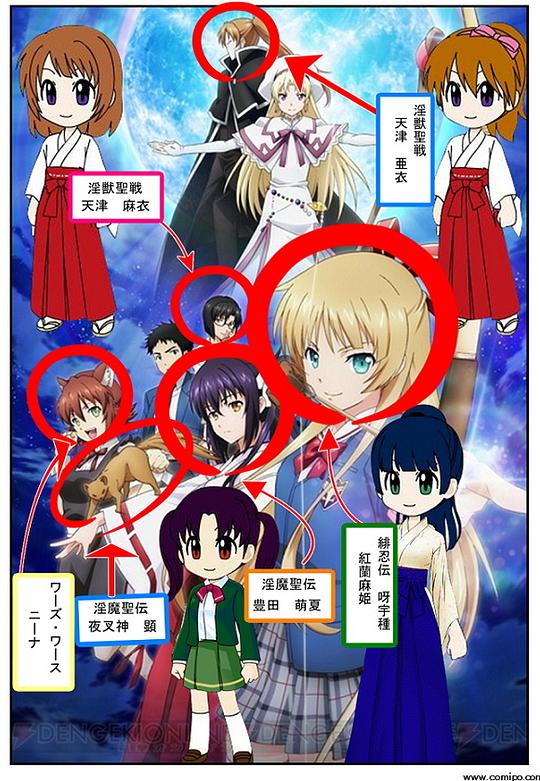 淫獣聖戦
天津 亜衣
淫獣聖戦
天津 麻衣
緋忍伝 呀宇種
紅蘭麻姫
淫魔聖伝
豊田 萌夏
淫魔聖伝
夜叉神 顕
ワーズ・ワース
ニーナ
DENGEKIONLINE
DENGEKIONLINE
DEN
www.comipo.com